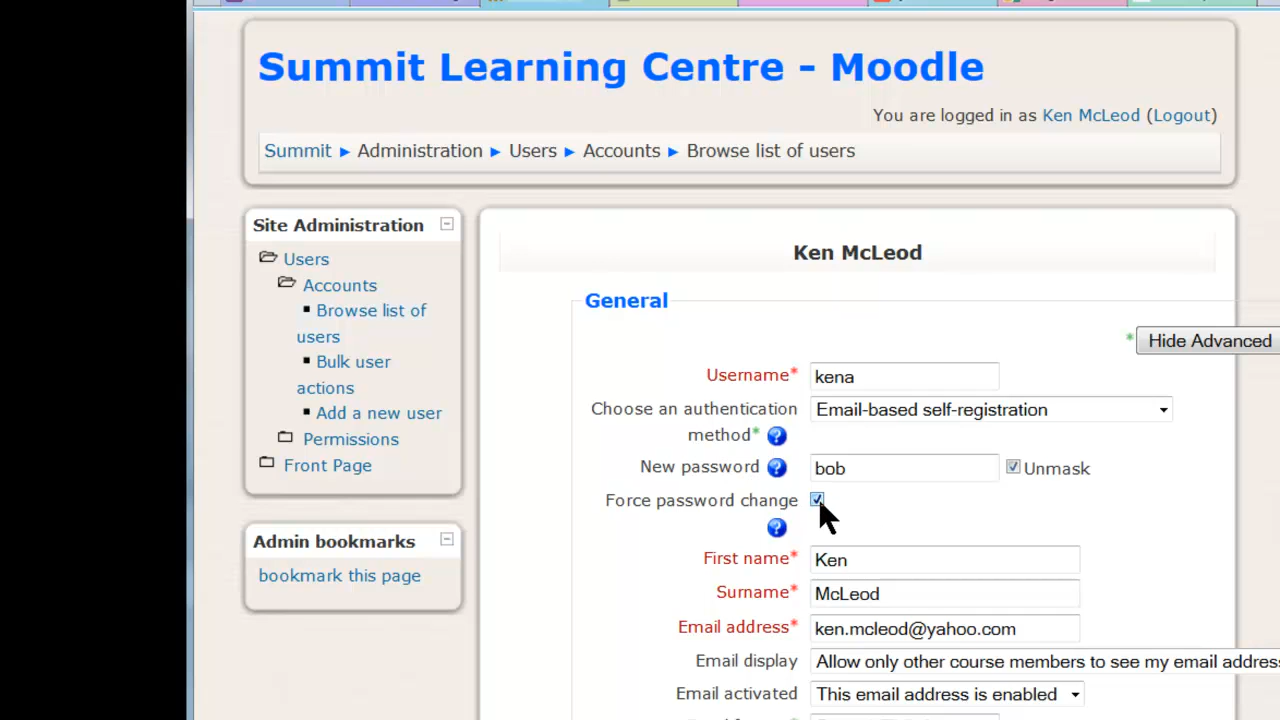 Summit Learning Centre - Moodle
You are logged in as Ken McLeod (Logout)
Summit ► Administration ► Users ► Accounts ► Browse list of users
Site Administration
Users
Accounts
Browse list of
users
Bulk user
actions
Add a new user
Permissions
Front Page
Admin bookmarks
bookmark this page
Ken McLeod
General
* Hide Advanced
Username* kena
Choose an authentication
method* Email-based self-registration
New password bob Unmask
Force password change
First name* Ken
Surname* McLeod
Email address* ken.mcleod@yahoo.com
Email display Allow only other course members to see my email address
Email activated This email address is enabled